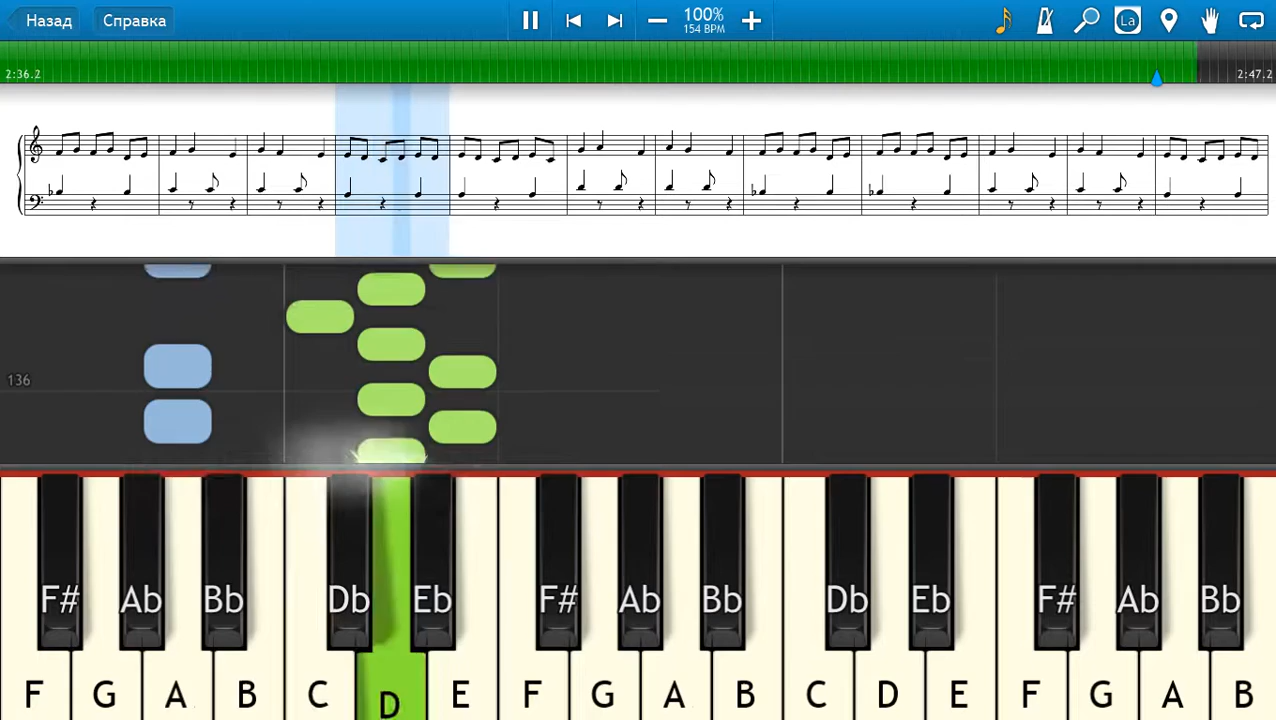 Назад Справка 100% La
154 BPM
2:36.2 2:47.2
136
F# Ab Bb Db Eb F# Ab Bb Db Eb F# Ab Bb
F G A B C D E F G A B C D E F G A B